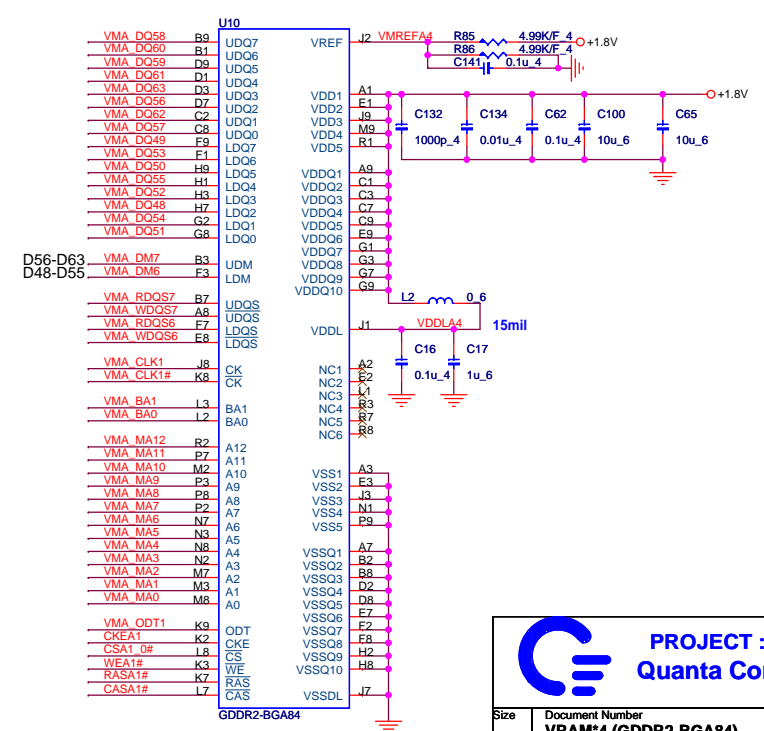 U10
VMA_DQ58 B9 UDQ7
VMA_DQ60 B1 UDQ6
VMA_DQ59 D9 UDQ5
VMA_DQ61 D1 UDQ4
VMA_DQ63 D3 UDQ3
VMA_DQ56 D7 UDQ2
VMA_DQ62 C2 UDQ1
VMA_DQ57 C8 UDQ0
VMA_DQ49 F9 LDQ7
VMA_DQ53 F1 LDQ6
VMA_DQ50 H9 LDQ5
VMA_DQ55 H1 LDQ4
VMA_DQ52 H3 LDQ3
VMA_DQ48 H7 LDQ2
VMA_DQ54 G2 LDQ1
VMA_DQ51 G8 LDQ0
D56-D63 VMA_DM7 B3 UDM
D48-D55 VMA_DM6 F3 LDM
VMA_RDQS7 B7 UDQS
VMA_WDQS7 A8 UDQS
VMA_RDQS6 F7 LDQS
VMA_WDQS6 E8 LDQS
VMA_CLK1 J8 CK
VMA_CLK1# K8 CK
VMA_BA1 L3 BA1
VMA_BA0 L2 BA0
VMA_MA12 R2 A12
VMA_MA11 P7 A11
VMA_MA10 M2 A10
VMA_MA9 P3 A9
VMA_MA8 P8 A8
VMA_MA7 P2 A7
VMA_MA6 N7 A6
VMA_MA5 N3 A5
VMA_MA4 N8 A4
VMA_MA3 N2 A3
VMA_MA2 M7 A2
VMA_MA1 M3 A1
VMA_MA0 M8 A0
VMA_ODT1 K9 ODT
CKEA1 K2 CKE
CSA1_0# L8 CS
WEA1# K3 WE
RASA1# K7 RAS
CASA1# L7 CAS
GDDR2-BGA84
VREF J2 VMREFA4
R85 4.99K/F_4 +1.8V
R86 4.99K/F_4
C141 0.1u_4
VDD1 A1 +1.8V
VDD2 E1
VDD3 J9
VDD4 M9
VDD5 R1
C132 C134 C62 C100 C65
1000p_4 0.01u_4 0.1u_4 10u_6 10u_6
VDDQ1 A9
VDDQ2 C1
VDDQ3 C3
VDDQ4 C7
VDDQ5 C9
VDDQ6 E9
VDDQ7 G1
VDDQ8 G3
VDDQ9 G7
VDDQ10 G9
L2 0_6
VDDL J1 VDDLA4 15mil
C16 C17
0.1u_4 1u_6
NC1 A2
NC2 E2
NC3 L1
NC4 R3
NC5 R7
NC6 R8
VSS1 A3
VSS2 E3
VSS3 J3
VSS4 N1
VSS5 P9
VSSQ1 A7
VSSQ2 B2
VSSQ3 B8
VSSQ4 D2
VSSQ5 D8
VSSQ6 E7
VSSQ7 F2
VSSQ8 F8
VSSQ9 H2
VSSQ10 H8
VSSDL J7
PROJECT :
Quanta Co
Size Document Number
VRAM*4 (GDDR2-BGA84)